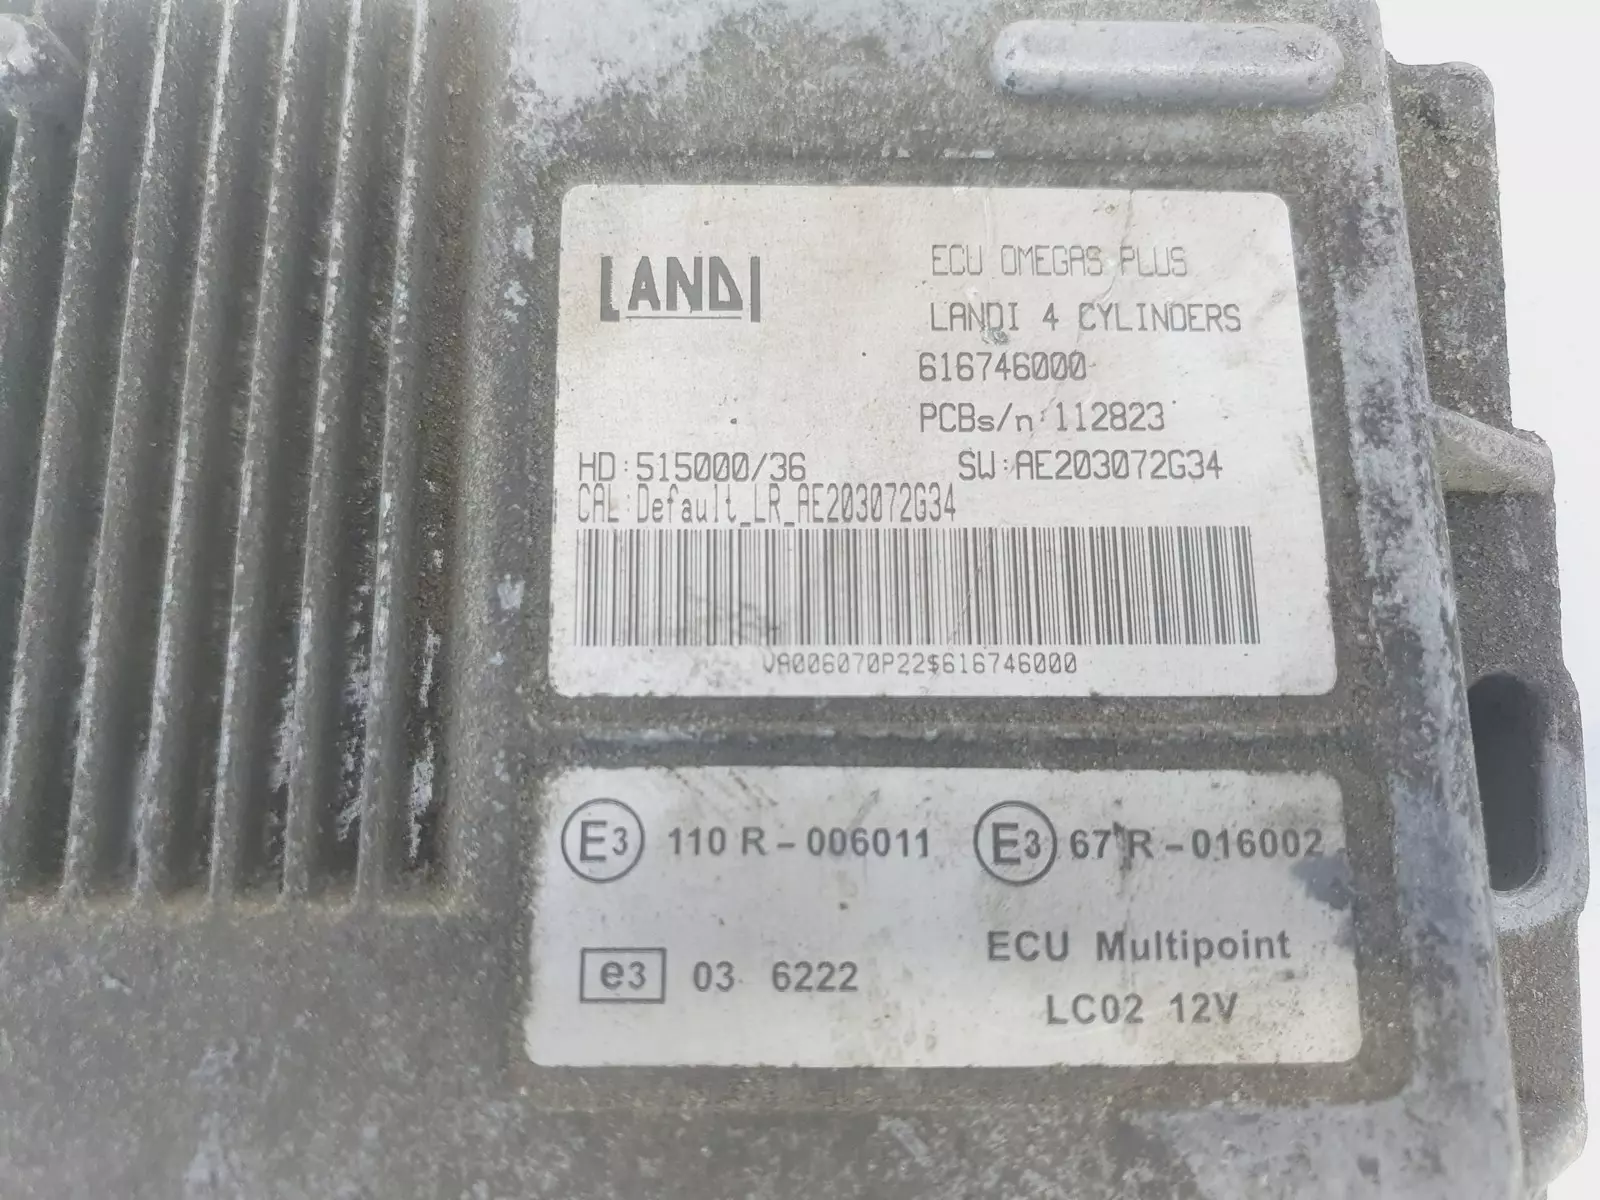 LANDI
ECU OMEGAS PLUS
LANDI 4 CYLINDERS
616746000
PCBs/n:112823
HD:515000/36 SW:AE203072G34
CAL:Default_LR_AE203072G34
VA006070P22$616746000
E3 110 R-006011 E3 67 R-016002
ECU Multipoint
e3 03 6222
LC02 12V